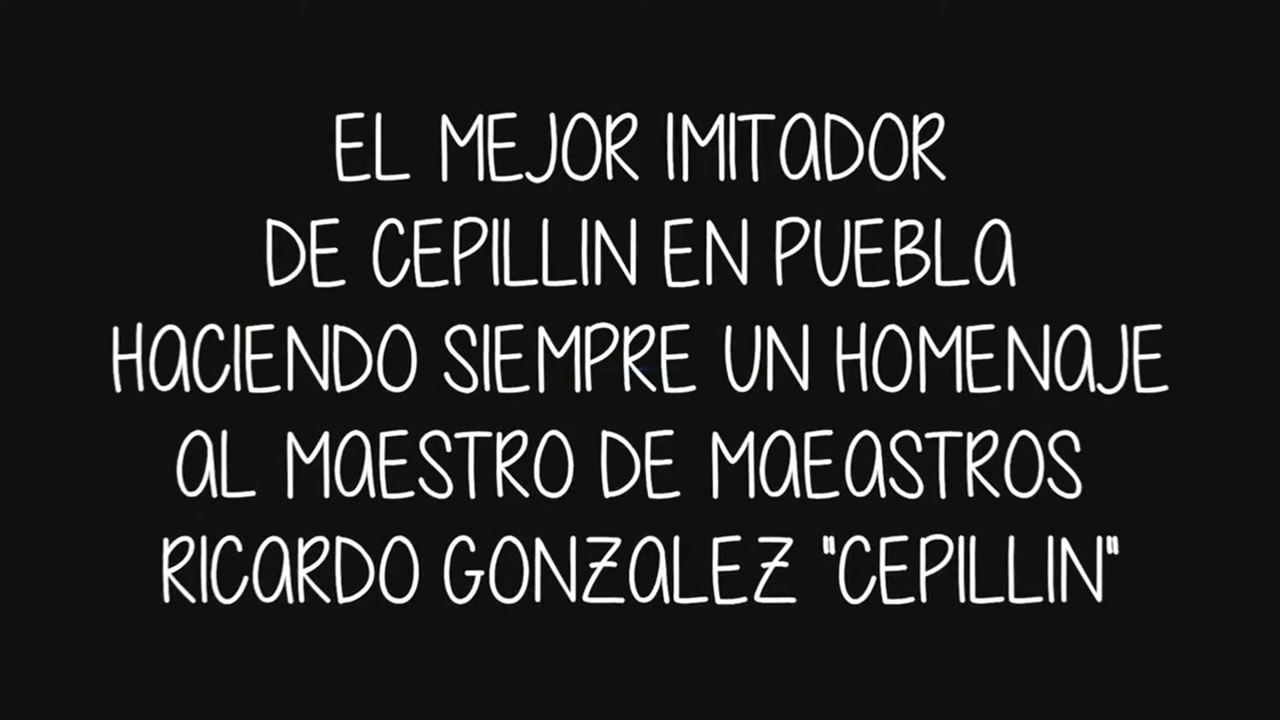 EL MEJOR IMITaDOR
DE CEPILLIN EN PUEBLa
HaCIENDO SIEMPRE UN HOMENaJE
aL MaESTRO DE MaEaSTROS
RICaRDO GONZaLEZ "CEPILLIN"